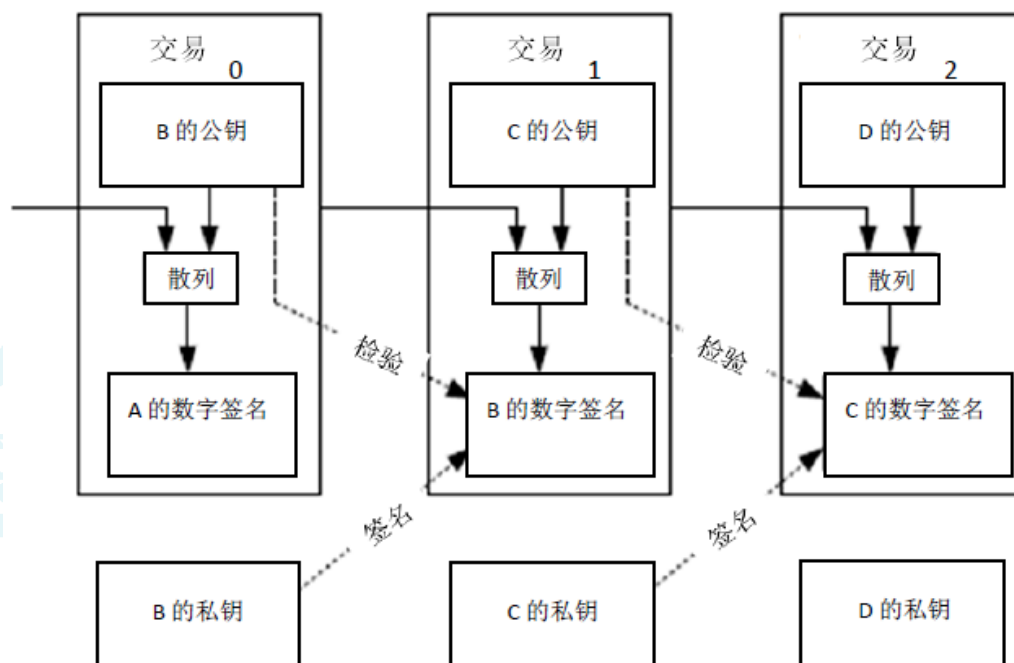 交易 0
交易 1
交易 2
B 的公钥
C 的公钥
D 的公钥
散列
散列
散列
检验
检验
A 的数字签名
B 的数字签名
C 的数字签名
签名
签名
B 的私钥
C 的私钥
D 的私钥